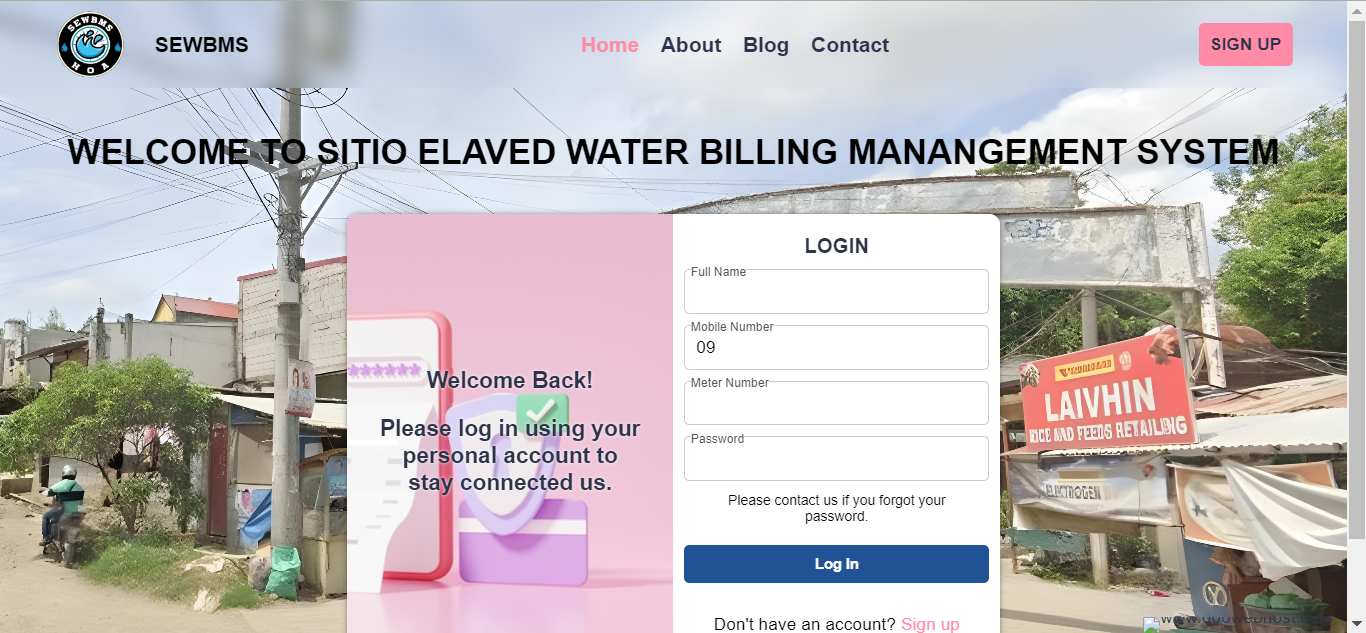 SEWBMS
HOA
SEWBMS
Home
About
Blog
Contact
SIGN UP
WELCOME TO SITIO ELAVED WATER BILLING MANANGEMENT SYSTEM
Welcome Back!
Please log in using your
personal account to
stay connected us.
LOGIN
Full Name
Mobile Number
09
Meter Number
Password
Please contact us if you forgot your
password.
Log In
Don't have an account? Sign up
LAIVHIN
RICE AND FEEDS RETAILING